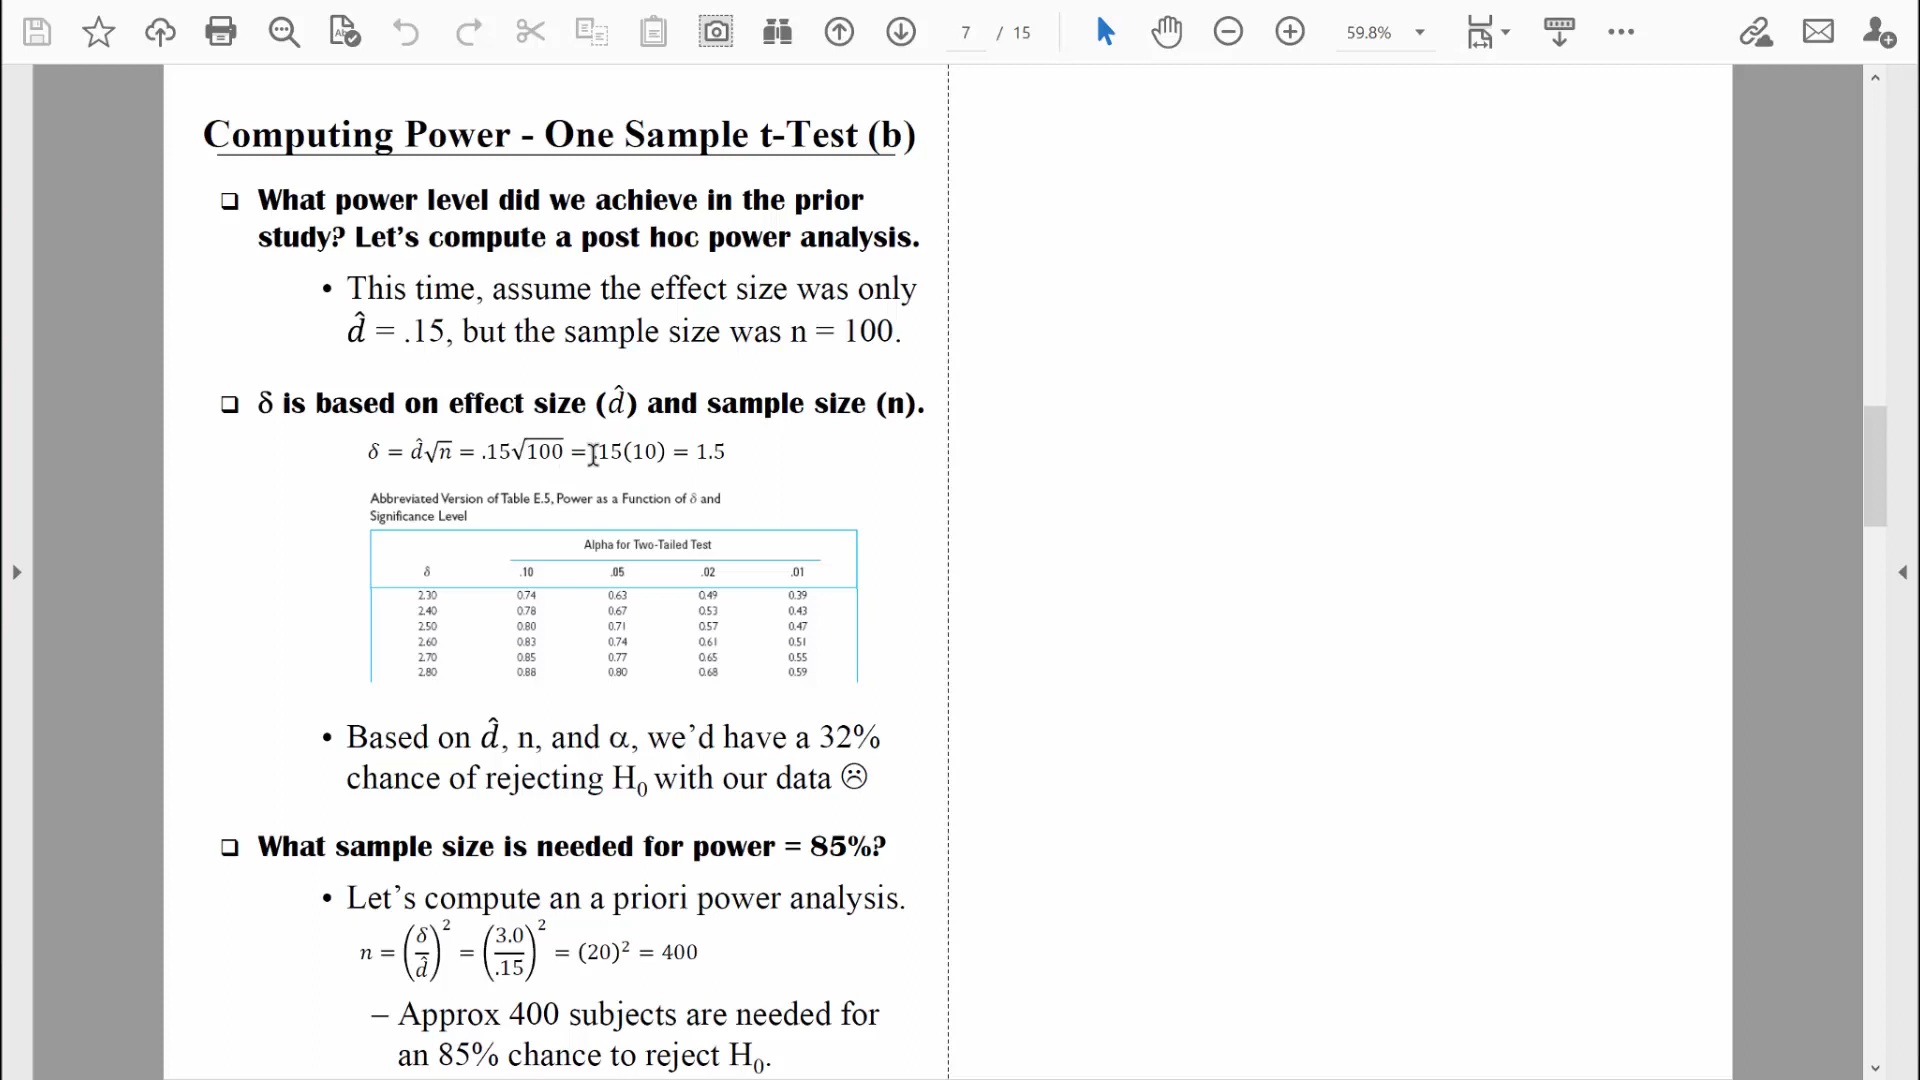 7 / 15
59.8%
Computing Power - One Sample t-Test (b)
❑ What power level did we achieve in the prior
study? Let's compute a post hoc power analysis.
• This time, assume the effect size was only
d̂ = .15, but the sample size was n = 100.
❑ δ is based on effect size (d̂) and sample size (n).
δ = d̂√n = .15√100 = .15(10) = 1.5
Abbreviated Version of Table E.5, Power as a Function of δ and
Significance Level
Alpha for Two-Tailed Test
δ .10 .05 .02 .01
2.30 0.74 0.63 0.49 0.39
2.40 0.78 0.67 0.53 0.43
2.50 0.80 0.71 0.57 0.47
2.60 0.83 0.74 0.61 0.51
2.70 0.85 0.77 0.65 0.55
2.80 0.88 0.80 0.68 0.59
• Based on d̂, n, and α, we'd have a 32%
chance of rejecting H₀ with our data ☹
❑ What sample size is needed for power = 85%?
• Let's compute an a priori power analysis.
n = (δ/d̂)² = (3.0/.15)² = (20)² = 400
– Approx 400 subjects are needed for
an 85% chance to reject H₀.